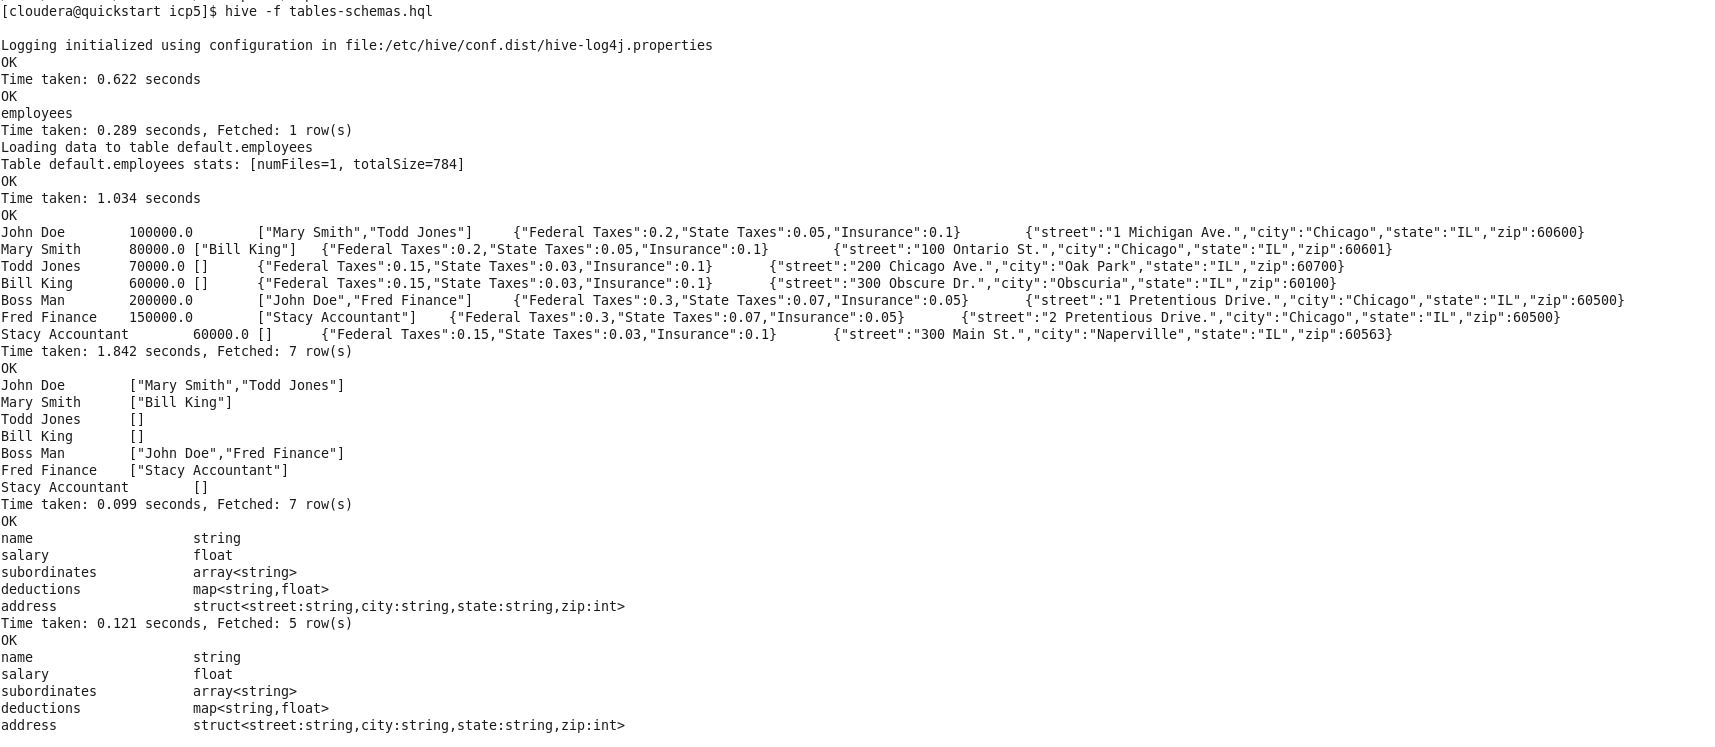 [cloudera@quickstart icp5]$ hive -f tables-schemas.hql
Logging initialized using configuration in file:/etc/hive/conf.dist/hive-log4j.properties
OK
Time taken: 0.622 seconds
OK
employees
Time taken: 0.289 seconds, Fetched: 1 row(s)
Loading data to table default.employees
Table default.employees stats: [numFiles=1, totalSize=784]
OK
Time taken: 1.034 seconds
OK
John Doe        100000.0        ["Mary Smith","Todd Jones"]     {"Federal Taxes":0.2,"State Taxes":0.05,"Insurance":0.1}        {"street":"1 Michigan Ave.","city":"Chicago","state":"IL","zip":60600}
Mary Smith      80000.0 ["Bill King"]   {"Federal Taxes":0.2,"State Taxes":0.05,"Insurance":0.1}        {"street":"100 Ontario St.","city":"Chicago","state":"IL","zip":60601}
Todd Jones      70000.0 []      {"Federal Taxes":0.15,"State Taxes":0.03,"Insurance":0.1}       {"street":"200 Chicago Ave.","city":"Oak Park","state":"IL","zip":60700}
Bill King       60000.0 []      {"Federal Taxes":0.15,"State Taxes":0.03,"Insurance":0.1}       {"street":"300 Obscure Dr.","city":"Obscuria","state":"IL","zip":60100}
Boss Man        200000.0        ["John Doe","Fred Finance"]     {"Federal Taxes":0.3,"State Taxes":0.07,"Insurance":0.05}       {"street":"1 Pretentious Drive.","city":"Chicago","state":"IL","zip":60500}
Fred Finance    150000.0        ["Stacy Accountant"]    {"Federal Taxes":0.3,"State Taxes":0.07,"Insurance":0.05}       {"street":"2 Pretentious Drive.","city":"Chicago","state":"IL","zip":60500}
Stacy Accountant        60000.0 []      {"Federal Taxes":0.15,"State Taxes":0.03,"Insurance":0.1}       {"street":"300 Main St.","city":"Naperville","state":"IL","zip":60563}
Time taken: 1.842 seconds, Fetched: 7 row(s)
OK
John Doe        ["Mary Smith","Todd Jones"]
Mary Smith      ["Bill King"]
Todd Jones      []
Bill King       []
Boss Man        ["John Doe","Fred Finance"]
Fred Finance    ["Stacy Accountant"]
Stacy Accountant        []
Time taken: 0.099 seconds, Fetched: 7 row(s)
OK
name                    string
salary                  float
subordinates            array<string>
deductions              map<string,float>
address                 struct<street:string,city:string,state:string,zip:int>
Time taken: 0.121 seconds, Fetched: 5 row(s)
OK
name                    string
salary                  float
subordinates            array<string>
deductions              map<string,float>
address                 struct<street:string,city:string,state:string,zip:int>